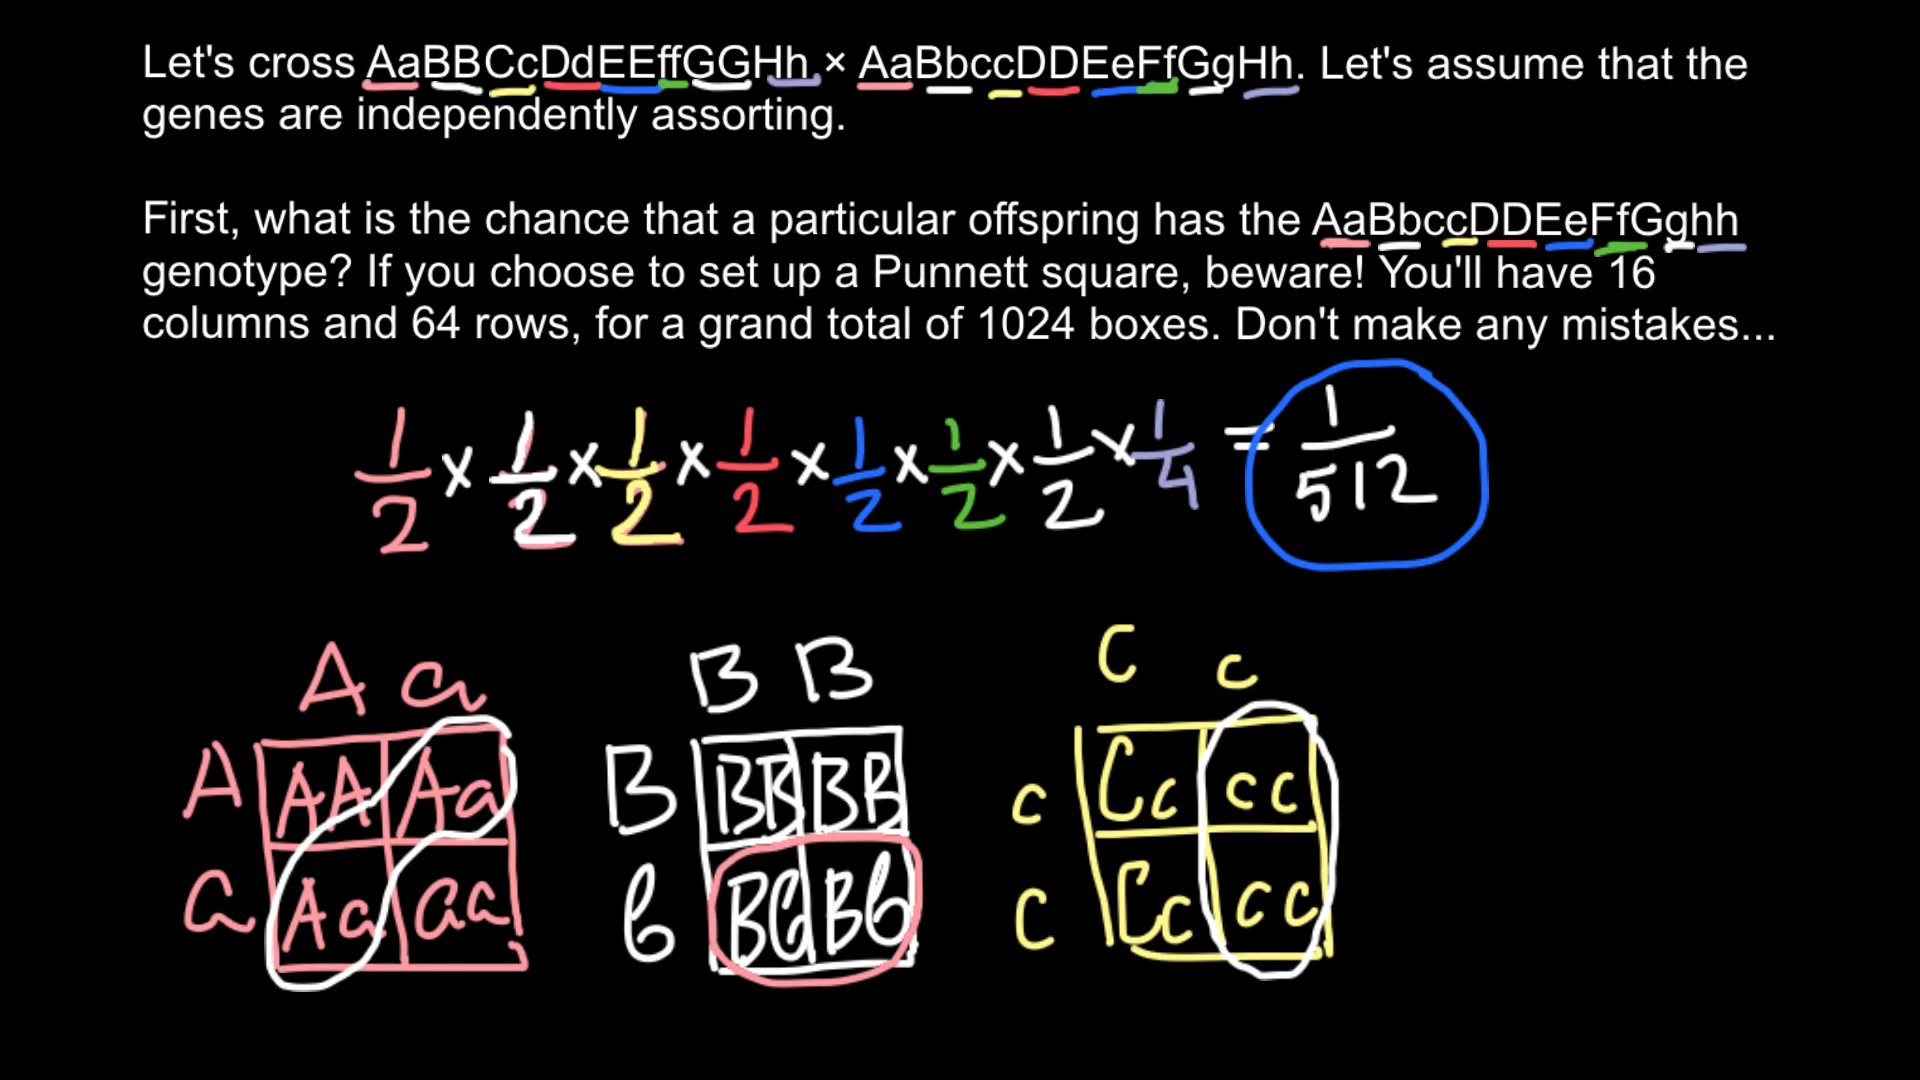 Let's cross AaBBCcDdEEffGGHh × AaBbccDDEeFfGgHh. Let's assume that the
genes are independently assorting.
First, what is the chance that a particular offspring has the AaBbccDDEeFfGghh
genotype? If you choose to set up a Punnett square, beware! You'll have 16
columns and 64 rows, for a grand total of 1024 boxes. Don't make any mistakes...
1/2 × 1/2 × 1/2 × 1/2 × 1/2 × 1/2 × 1/2 × 1/4 = 1/512
A a B B C c
A AA Aa B BB BB c Cc cc
a Aa aa b Bb Bb c Cc cc